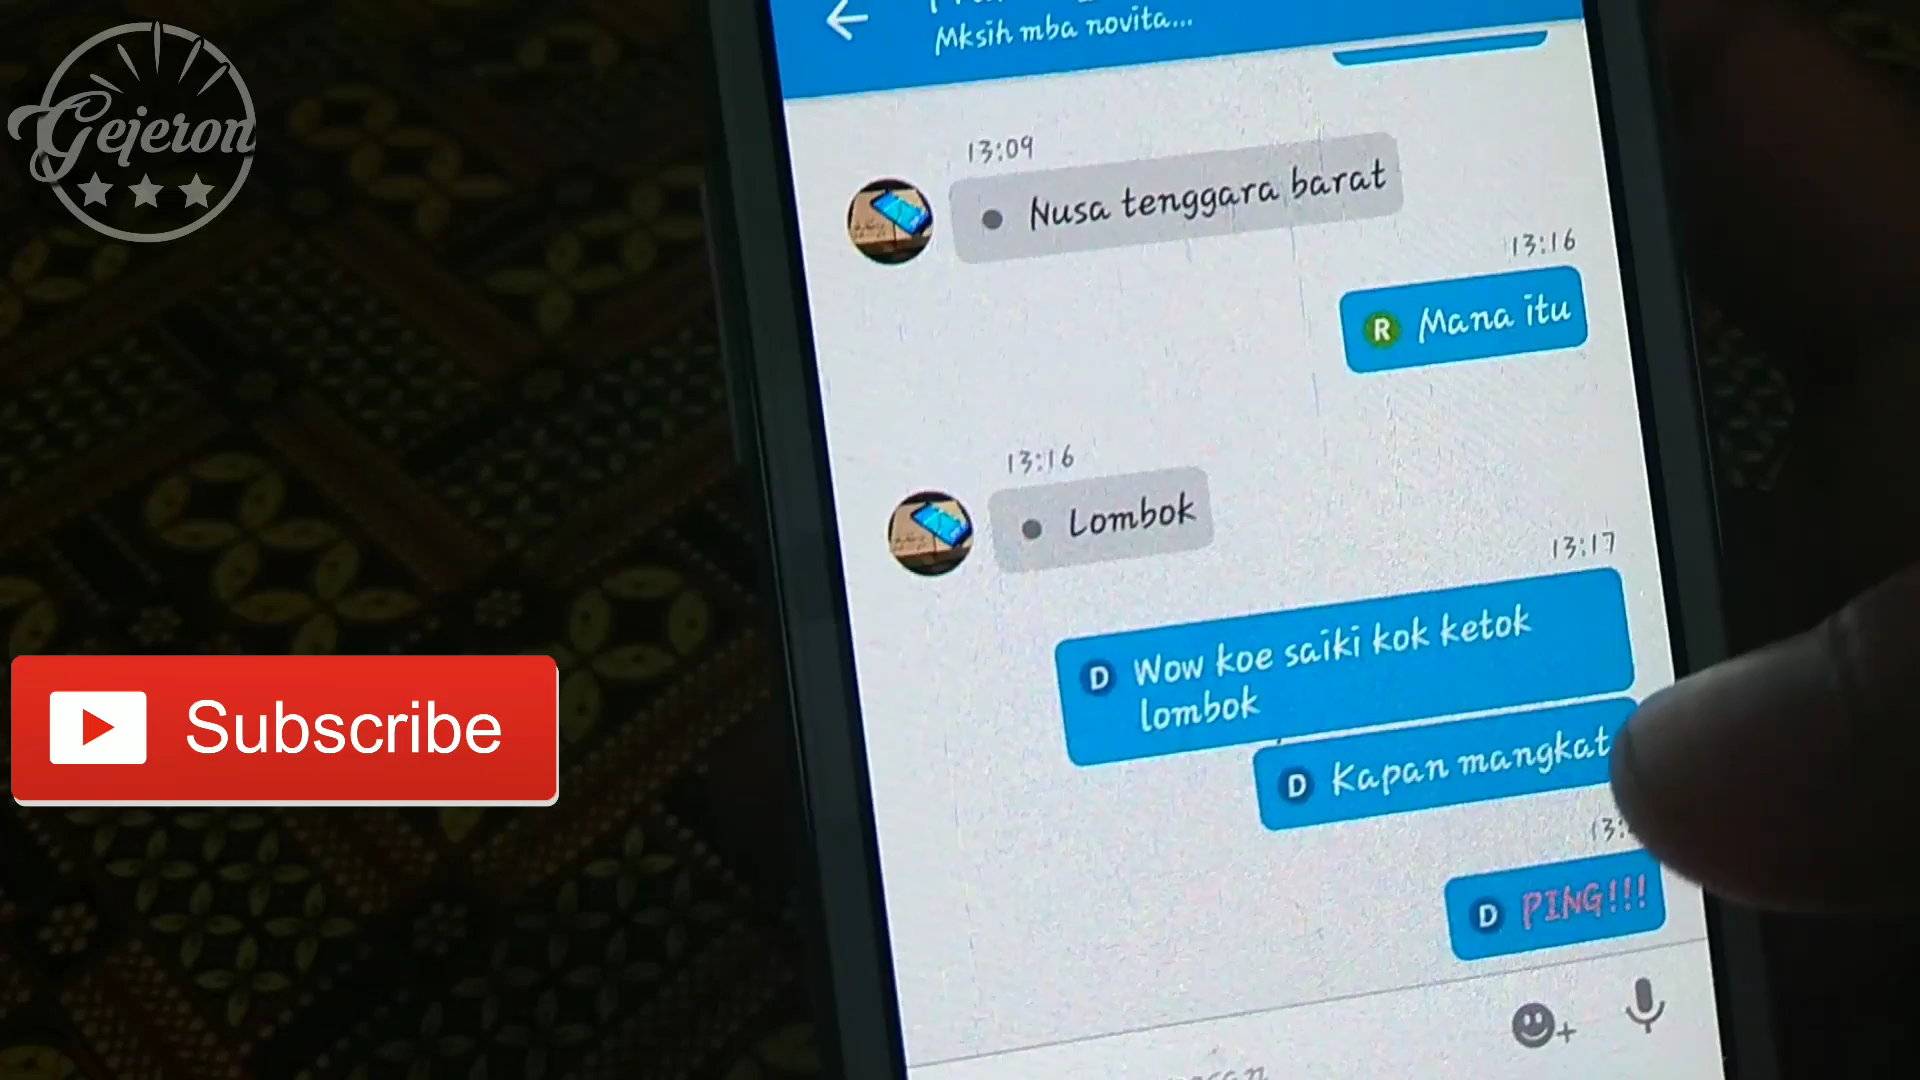 Gejeron
Mksih mba novita...
13:09
Nusa tenggara barat
13:16
R Mana itu
13:16
Lombok
13:17
D Wow koe saiki kok ketok
lombok
D Kapan mangkat
13:
D PING!!!
Subscribe